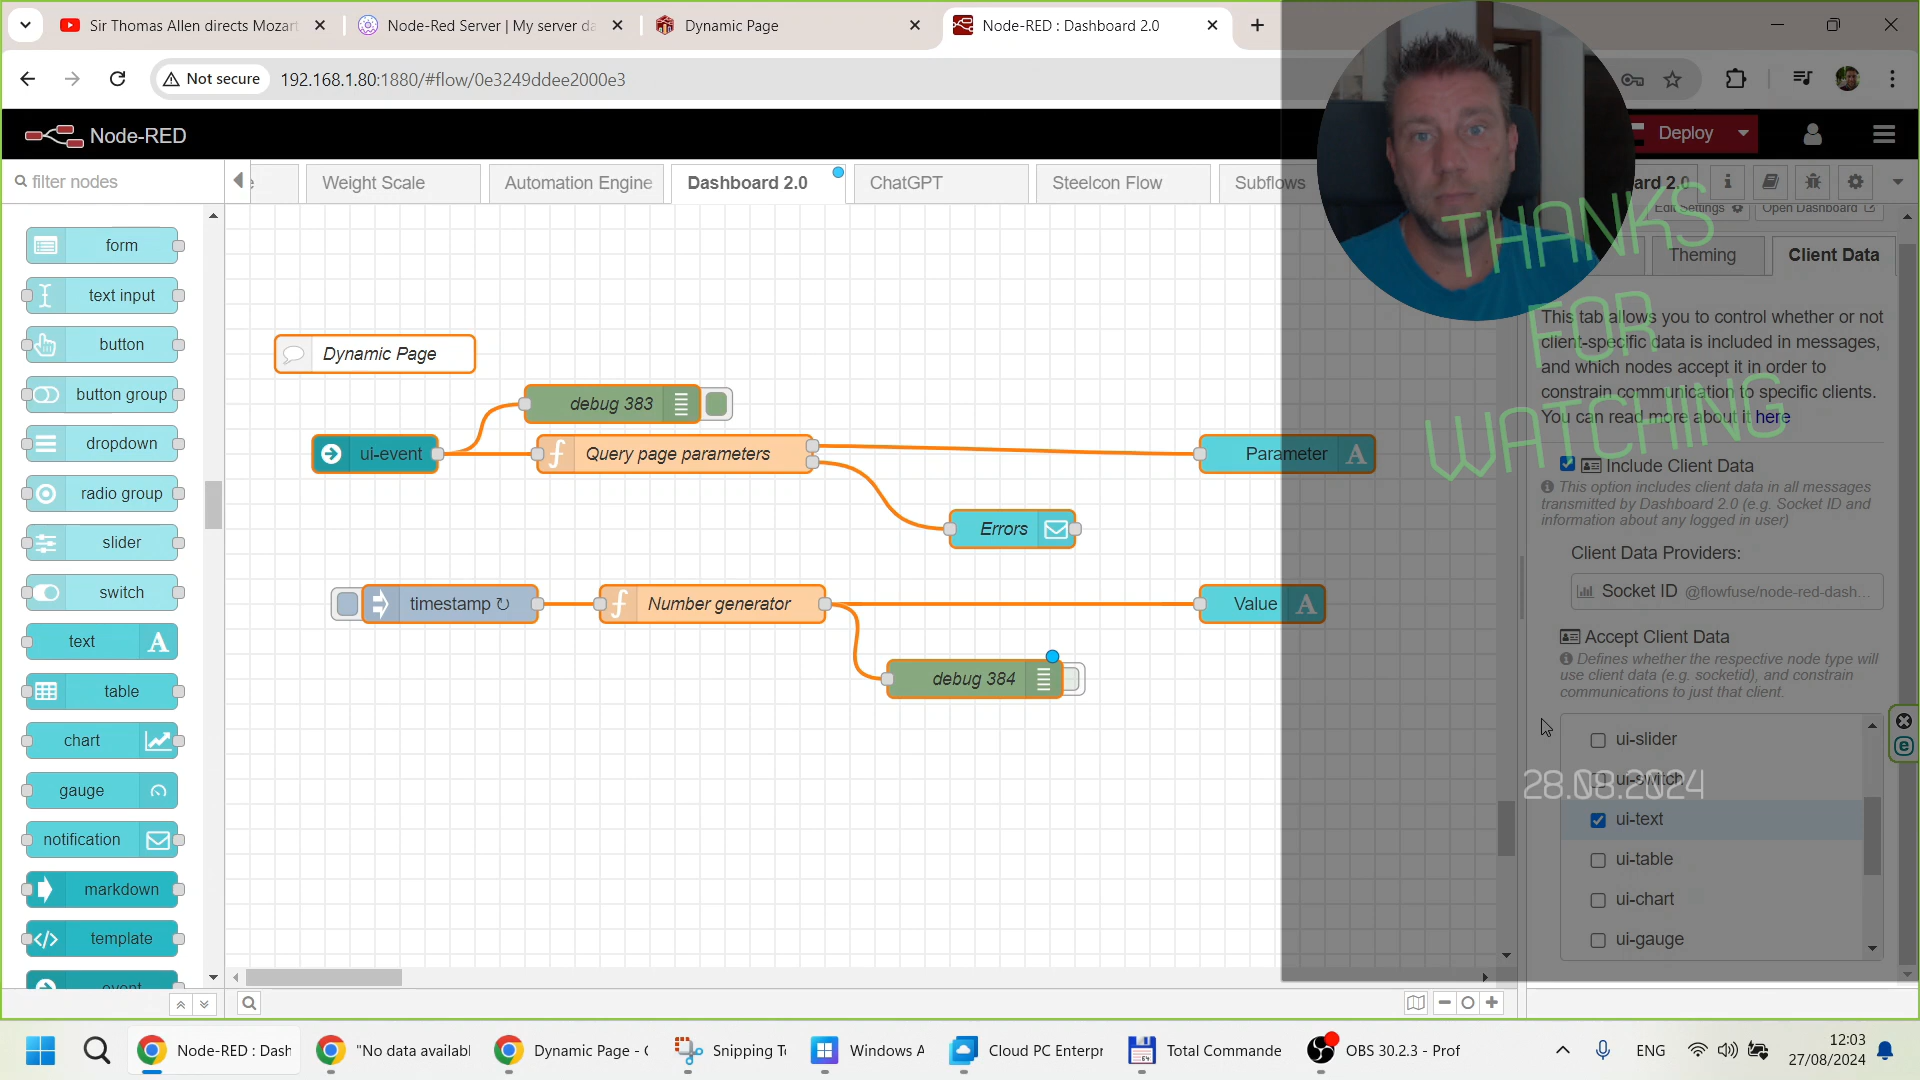 Sir Thomas Allen directs Mozart
Node-Red Server | My server da
Dynamic Page
Node-RED : Dashboard 2.0
Not secure
192.168.1.80:1880/#flow/0e3249ddee2000e3
Node-RED
Deploy
filter nodes
Weight Scale
Automation Engine
Dashboard 2.0
ChatGPT
Steelcon Flow
Subflows
ard 2.0
Edit Settings
Open Dashboard
Theming
Client Data
THANKS
FOR
WATCHING
28.08.2024
form
text input
button
button group
dropdown
radio group
slider
switch
text
table
chart
gauge
notification
markdown
template
event
Dynamic Page
debug 383
ui-event
Query page parameters
Parameter
Errors
timestamp ↻
Number generator
Value
debug 384
This tab allows you to control whether or not
client-specific data is included in messages,
and which nodes accept it in order to
constrain communication to specific clients.
You can read more about it here
Include Client Data
This option includes client data in all messages
transmitted by Dashboard 2.0 (e.g. Socket ID and
information about any logged in user)
Client Data Providers:
Socket ID @flowfuse/node-red-dash...
Accept Client Data
Defines whether the respective node type will
use client data (e.g. socketid), and constrain
communications to just that client.
ui-slider
ui-switch
ui-text
ui-table
ui-chart
ui-gauge
Node-RED : Dash
"No data availabl
Dynamic Page - G
Snipping To
Windows A
Cloud PC Enterpr
Total Commande
OBS 30.2.3 - Prof
ENG
12:03
27/08/2024